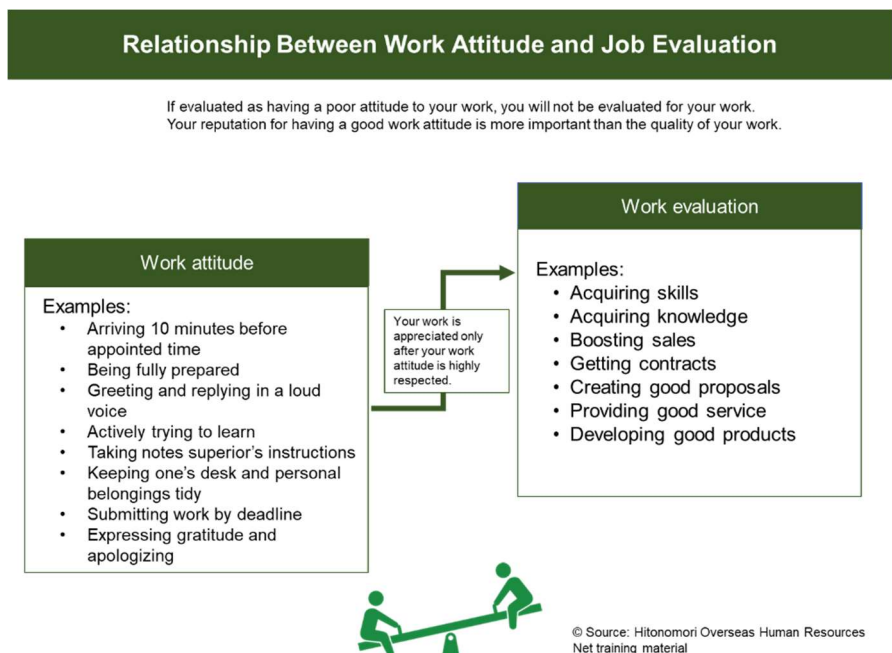 Relationship Between Work Attitude and Job Evaluation
If evaluated as having a poor attitude to your work, you will not be evaluated for your work.
Your reputation for having a good work attitude is more important than the quality of your work.
Work attitude
Examples:
• Arriving 10 minutes before
appointed time
• Being fully prepared
• Greeting and replying in a loud
voice
• Actively trying to learn
• Taking notes superior's instructions
• Keeping one's desk and personal
belongings tidy
• Submitting work by deadline
• Expressing gratitude and
apologizing
Your work is
appreciated only
after your work
attitude is highly
respected.
Work evaluation
Examples:
• Acquiring skills
• Acquiring knowledge
• Boosting sales
• Getting contracts
• Creating good proposals
• Providing good service
• Developing good products
© Source: Hitonomori Overseas Human Resources
Net training material